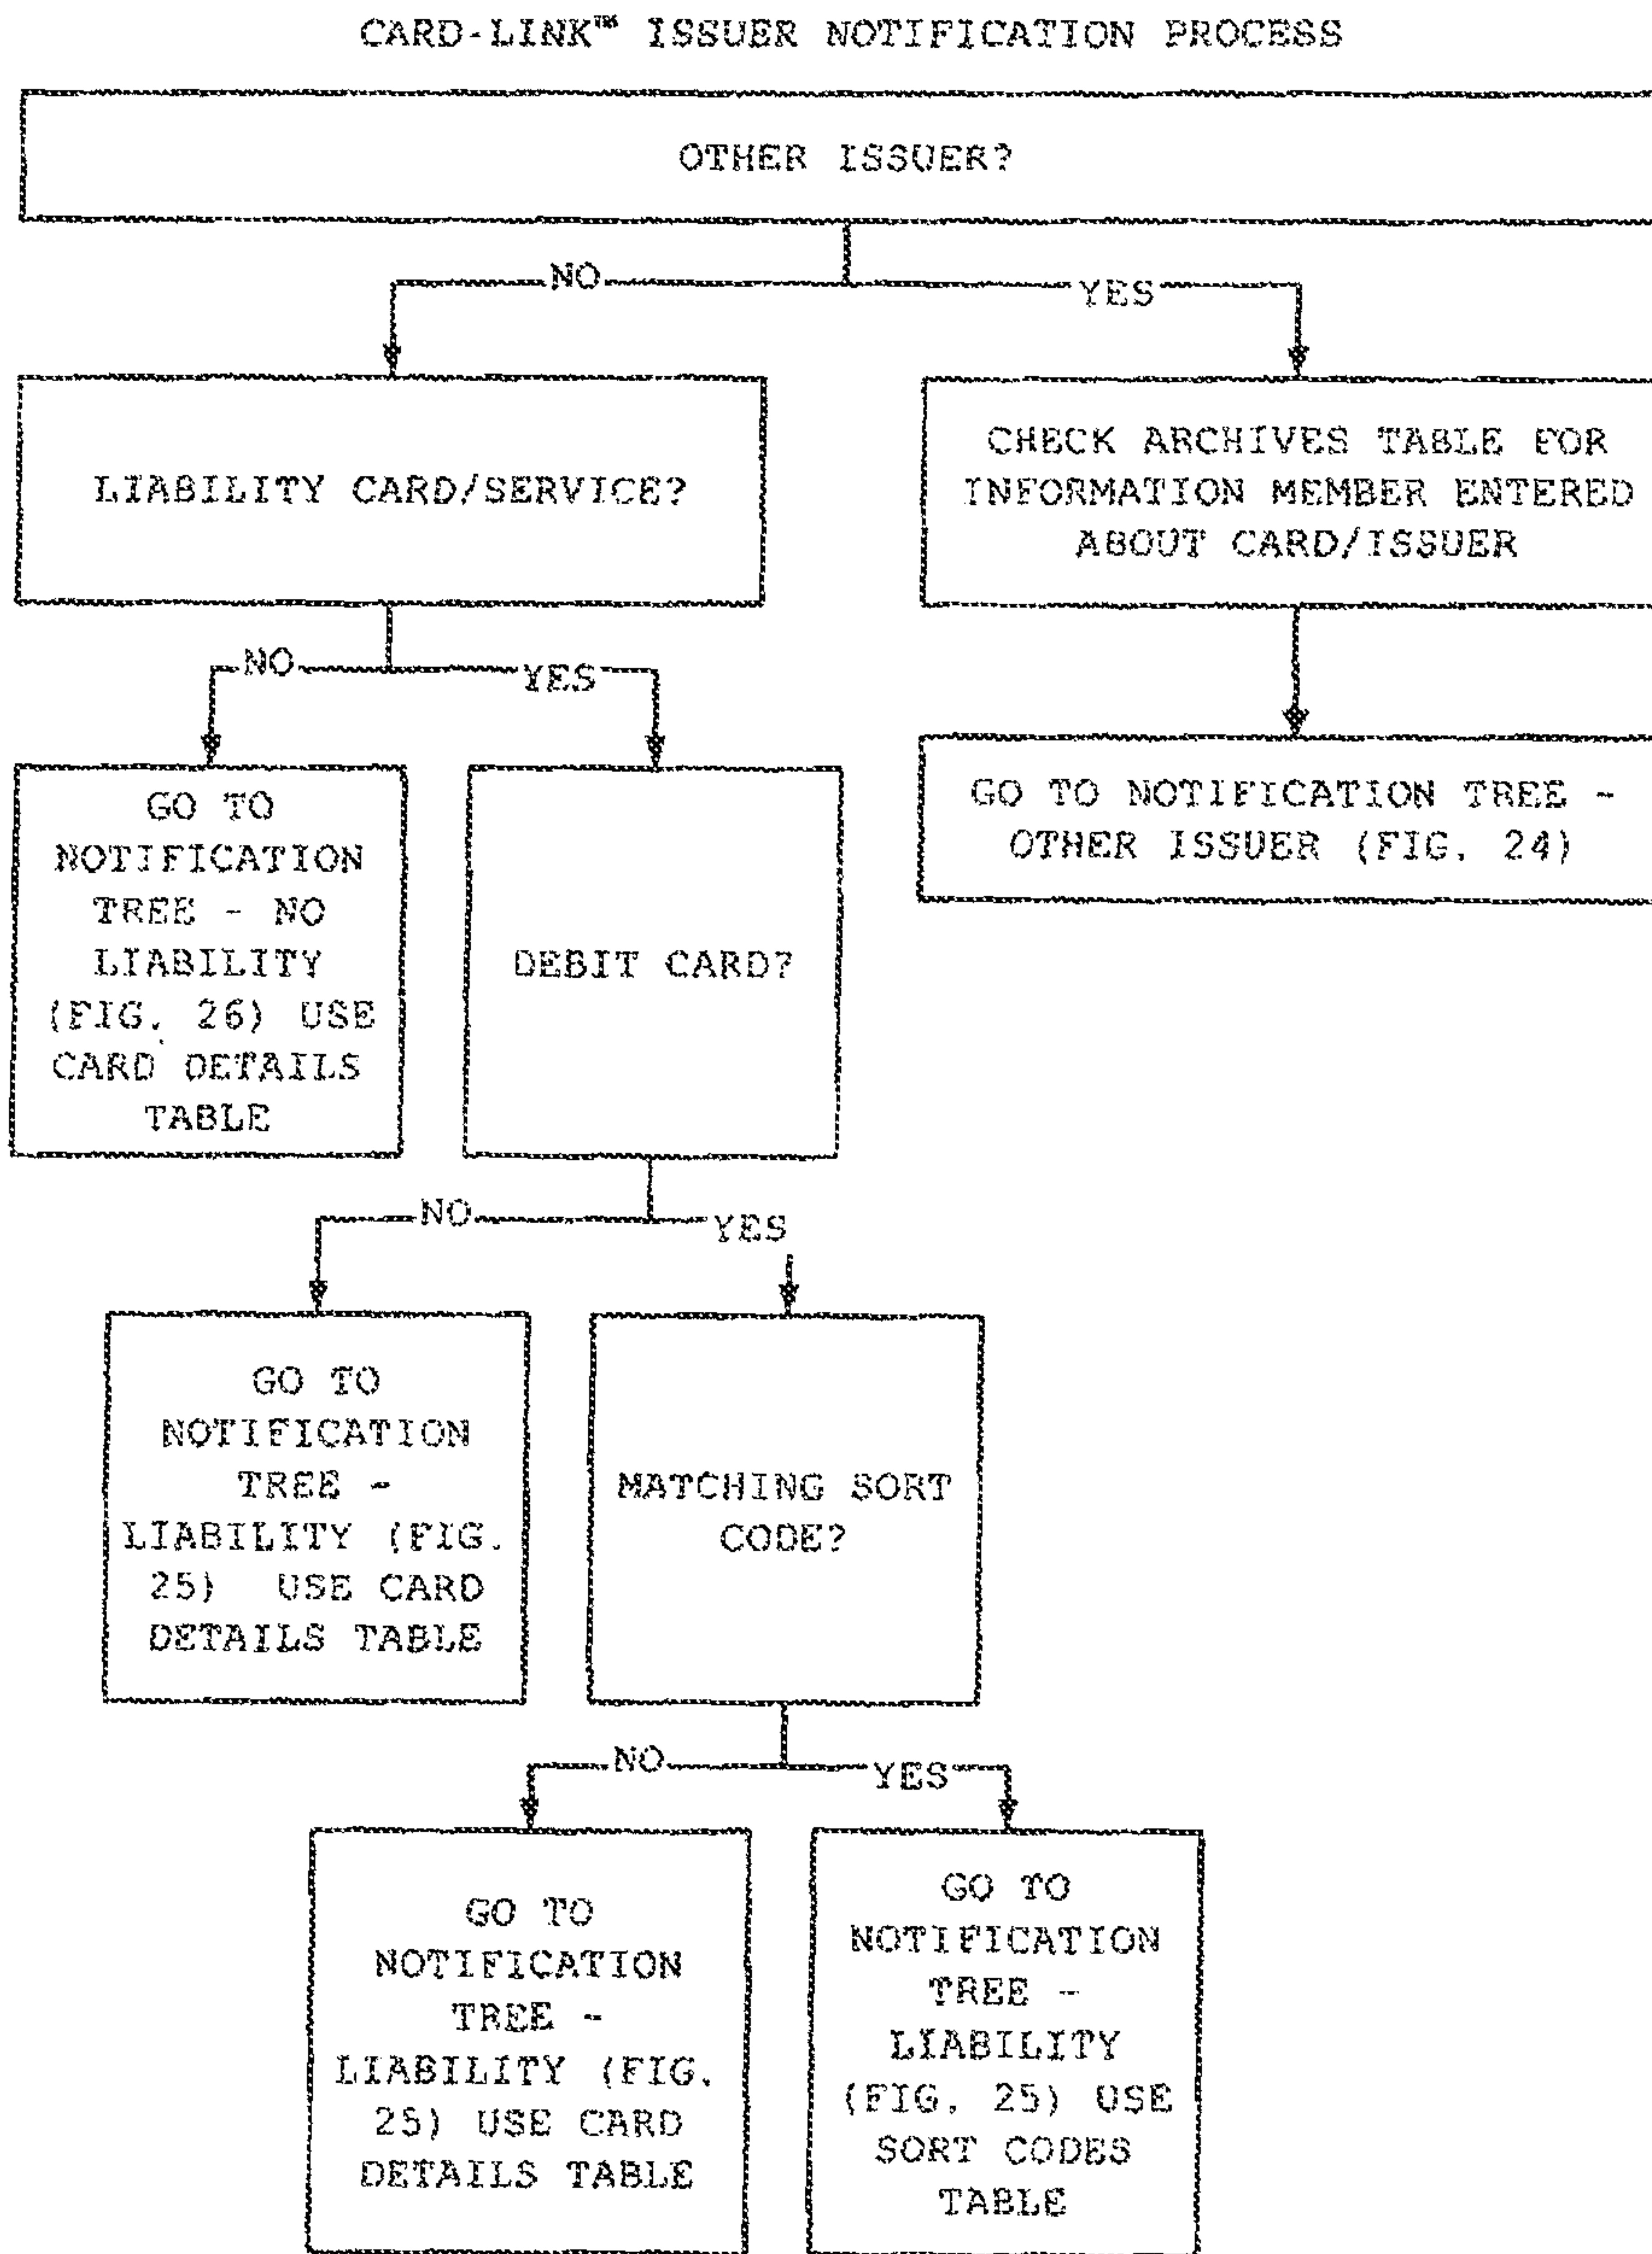 CARD-LINK™ ISSUER NOTIFICATION PROCESS
OTHER ISSUER?
NO
YES
LIABILITY CARD/SERVICE?
CHECK ARCHIVES TABLE FOR
INFORMATION MEMBER ENTERED
ABOUT CARD/ISSUER
NO
YES
GO TO
NOTIFICATION
TREE - NO
LIABILITY
(FIG. 26) USE
CARD DETAILS
TABLE
DEBIT CARD?
GO TO NOTIFICATION TREE -
OTHER ISSUER (FIG. 24)
NO
YES
GO TO
NOTIFICATION
TREE -
LIABILITY (FIG.
25) USE CARD
DETAILS TABLE
MATCHING SORT
CODE?
NO
YES
GO TO
NOTIFICATION
TREE -
LIABILITY (FIG.
25) USE CARD
DETAILS TABLE
GO TO
NOTIFICATION
TREE -
LIABILITY
(FIG. 25) USE
SORT CODES
TABLE